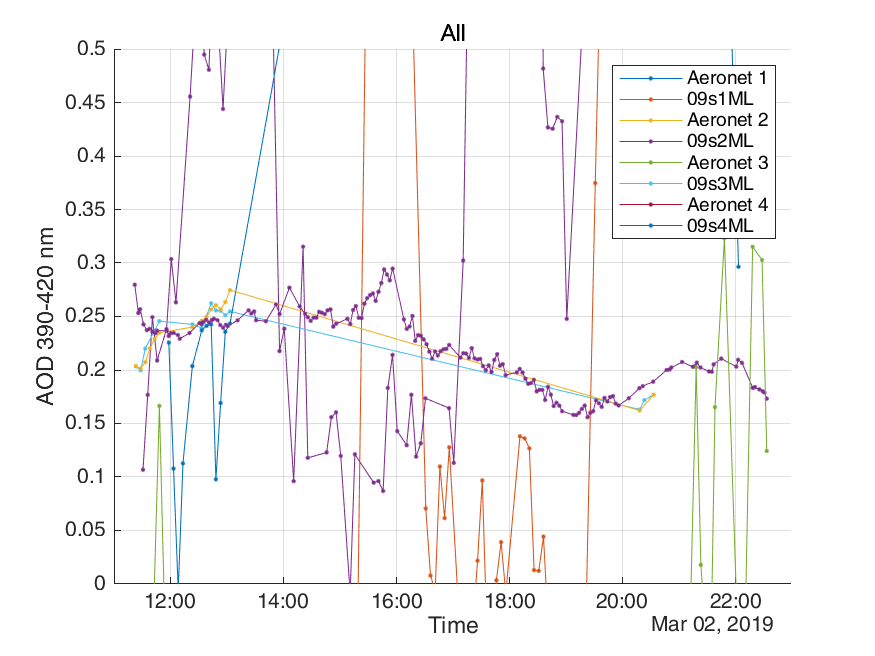 All
0.5
0.45
0.4
0.35
0.3
0.25
0.2
0.15
0.1
0.05
0
AOD 390-420 nm
Aeronet 1
09s1ML
Aeronet 2
09s2ML
Aeronet 3
09s3ML
Aeronet 4
09s4ML
12:00 14:00 16:00 18:00 20:00 22:00
Time
Mar 02, 2019